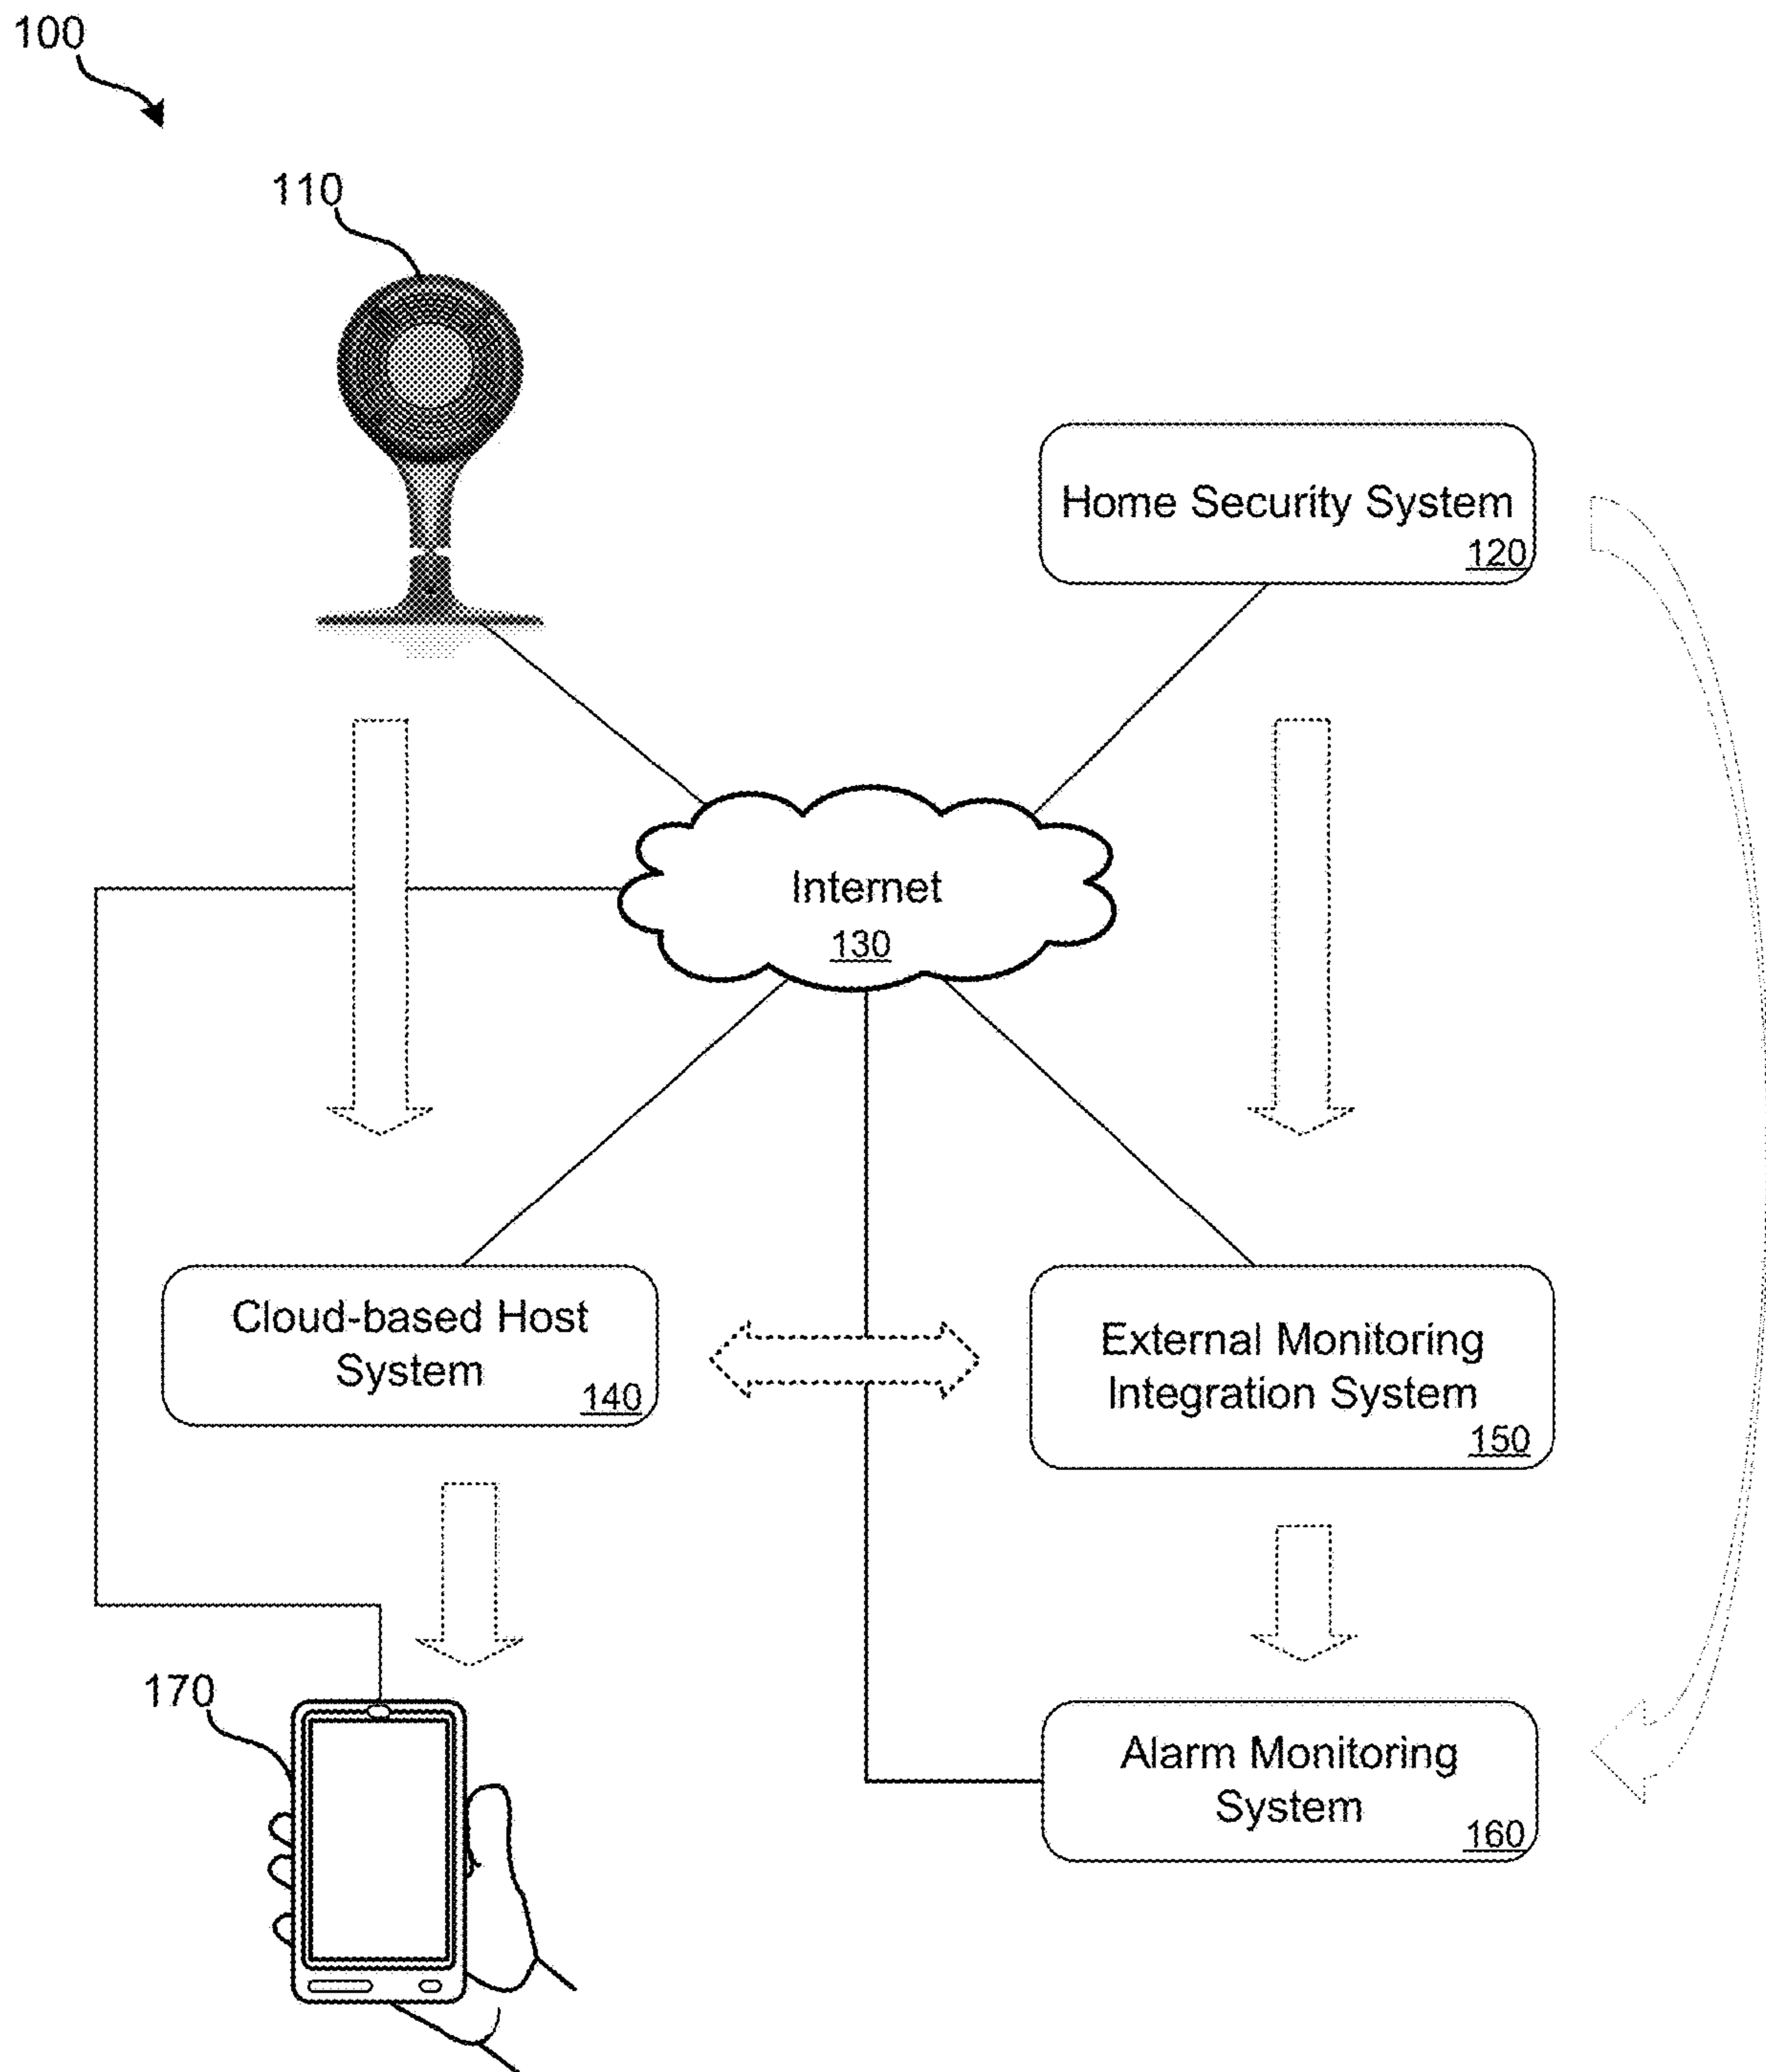 100
110
Home Security System
120
Internet
130
Cloud-based Host
System
140
External Monitoring
Integration System
150
170
Alarm Monitoring
System
160